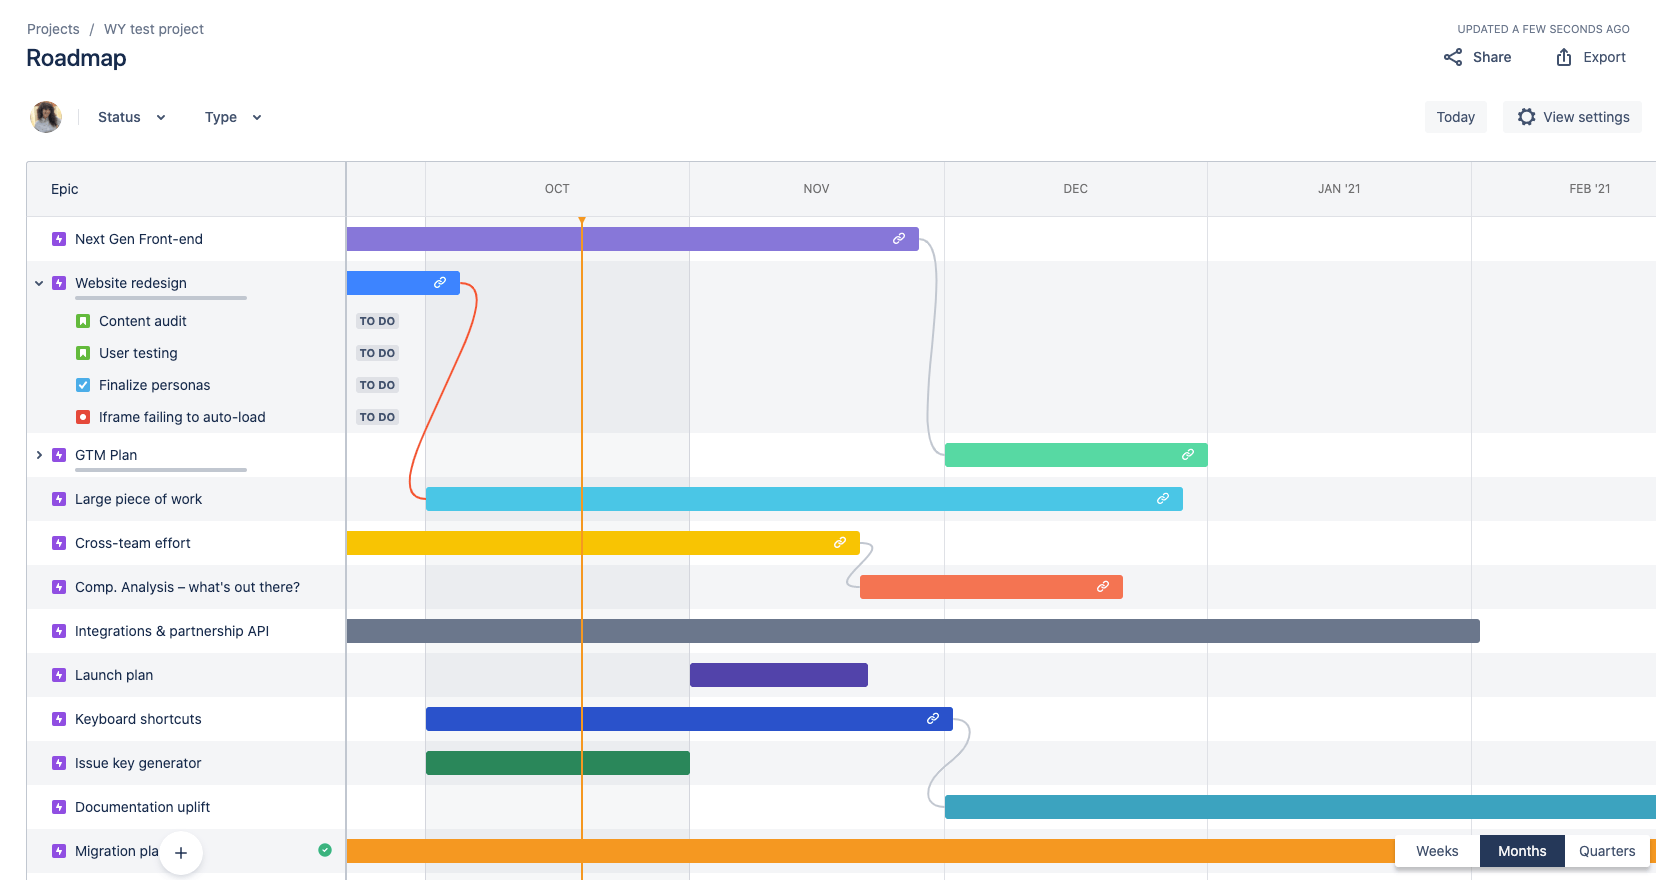 Projects / WY test project
UPDATED A FEW SECONDS AGO
Roadmap
Share
Export
Status
Type
Today
View settings
Epic
OCT
NOV
DEC
JAN '21
FEB '21
Next Gen Front-end
Website redesign
Content audit
TO DO
User testing
TO DO
Finalize personas
TO DO
Iframe failing to auto-load
TO DO
GTM Plan
Large piece of work
Cross-team effort
Comp. Analysis – what's out there?
Integrations & partnership API
Launch plan
Keyboard shortcuts
Issue key generator
Documentation uplift
Migration pla
+
Weeks
Months
Quarters